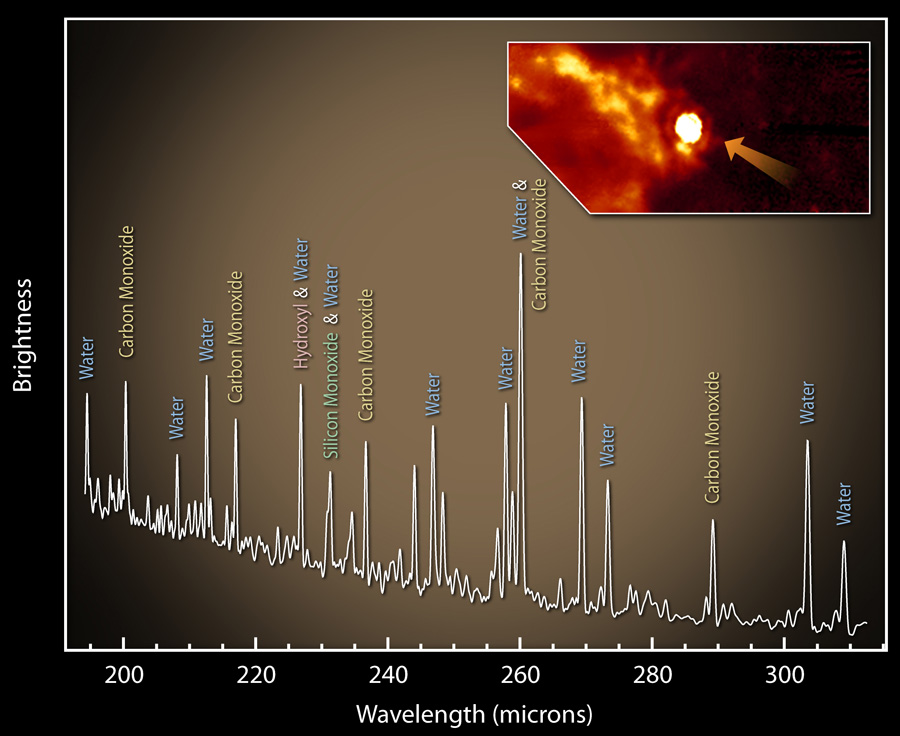 Water
Carbon Monoxide
Water
Water
Carbon Monoxide
Hydroxyl & Water
Silicon Monoxide & Water
Carbon Monoxide
Water
Water
Water &
Carbon Monoxide
Water
Water
Carbon Monoxide
Water
Water
Brightness
200 220 240 260 280 300
Wavelength (microns)